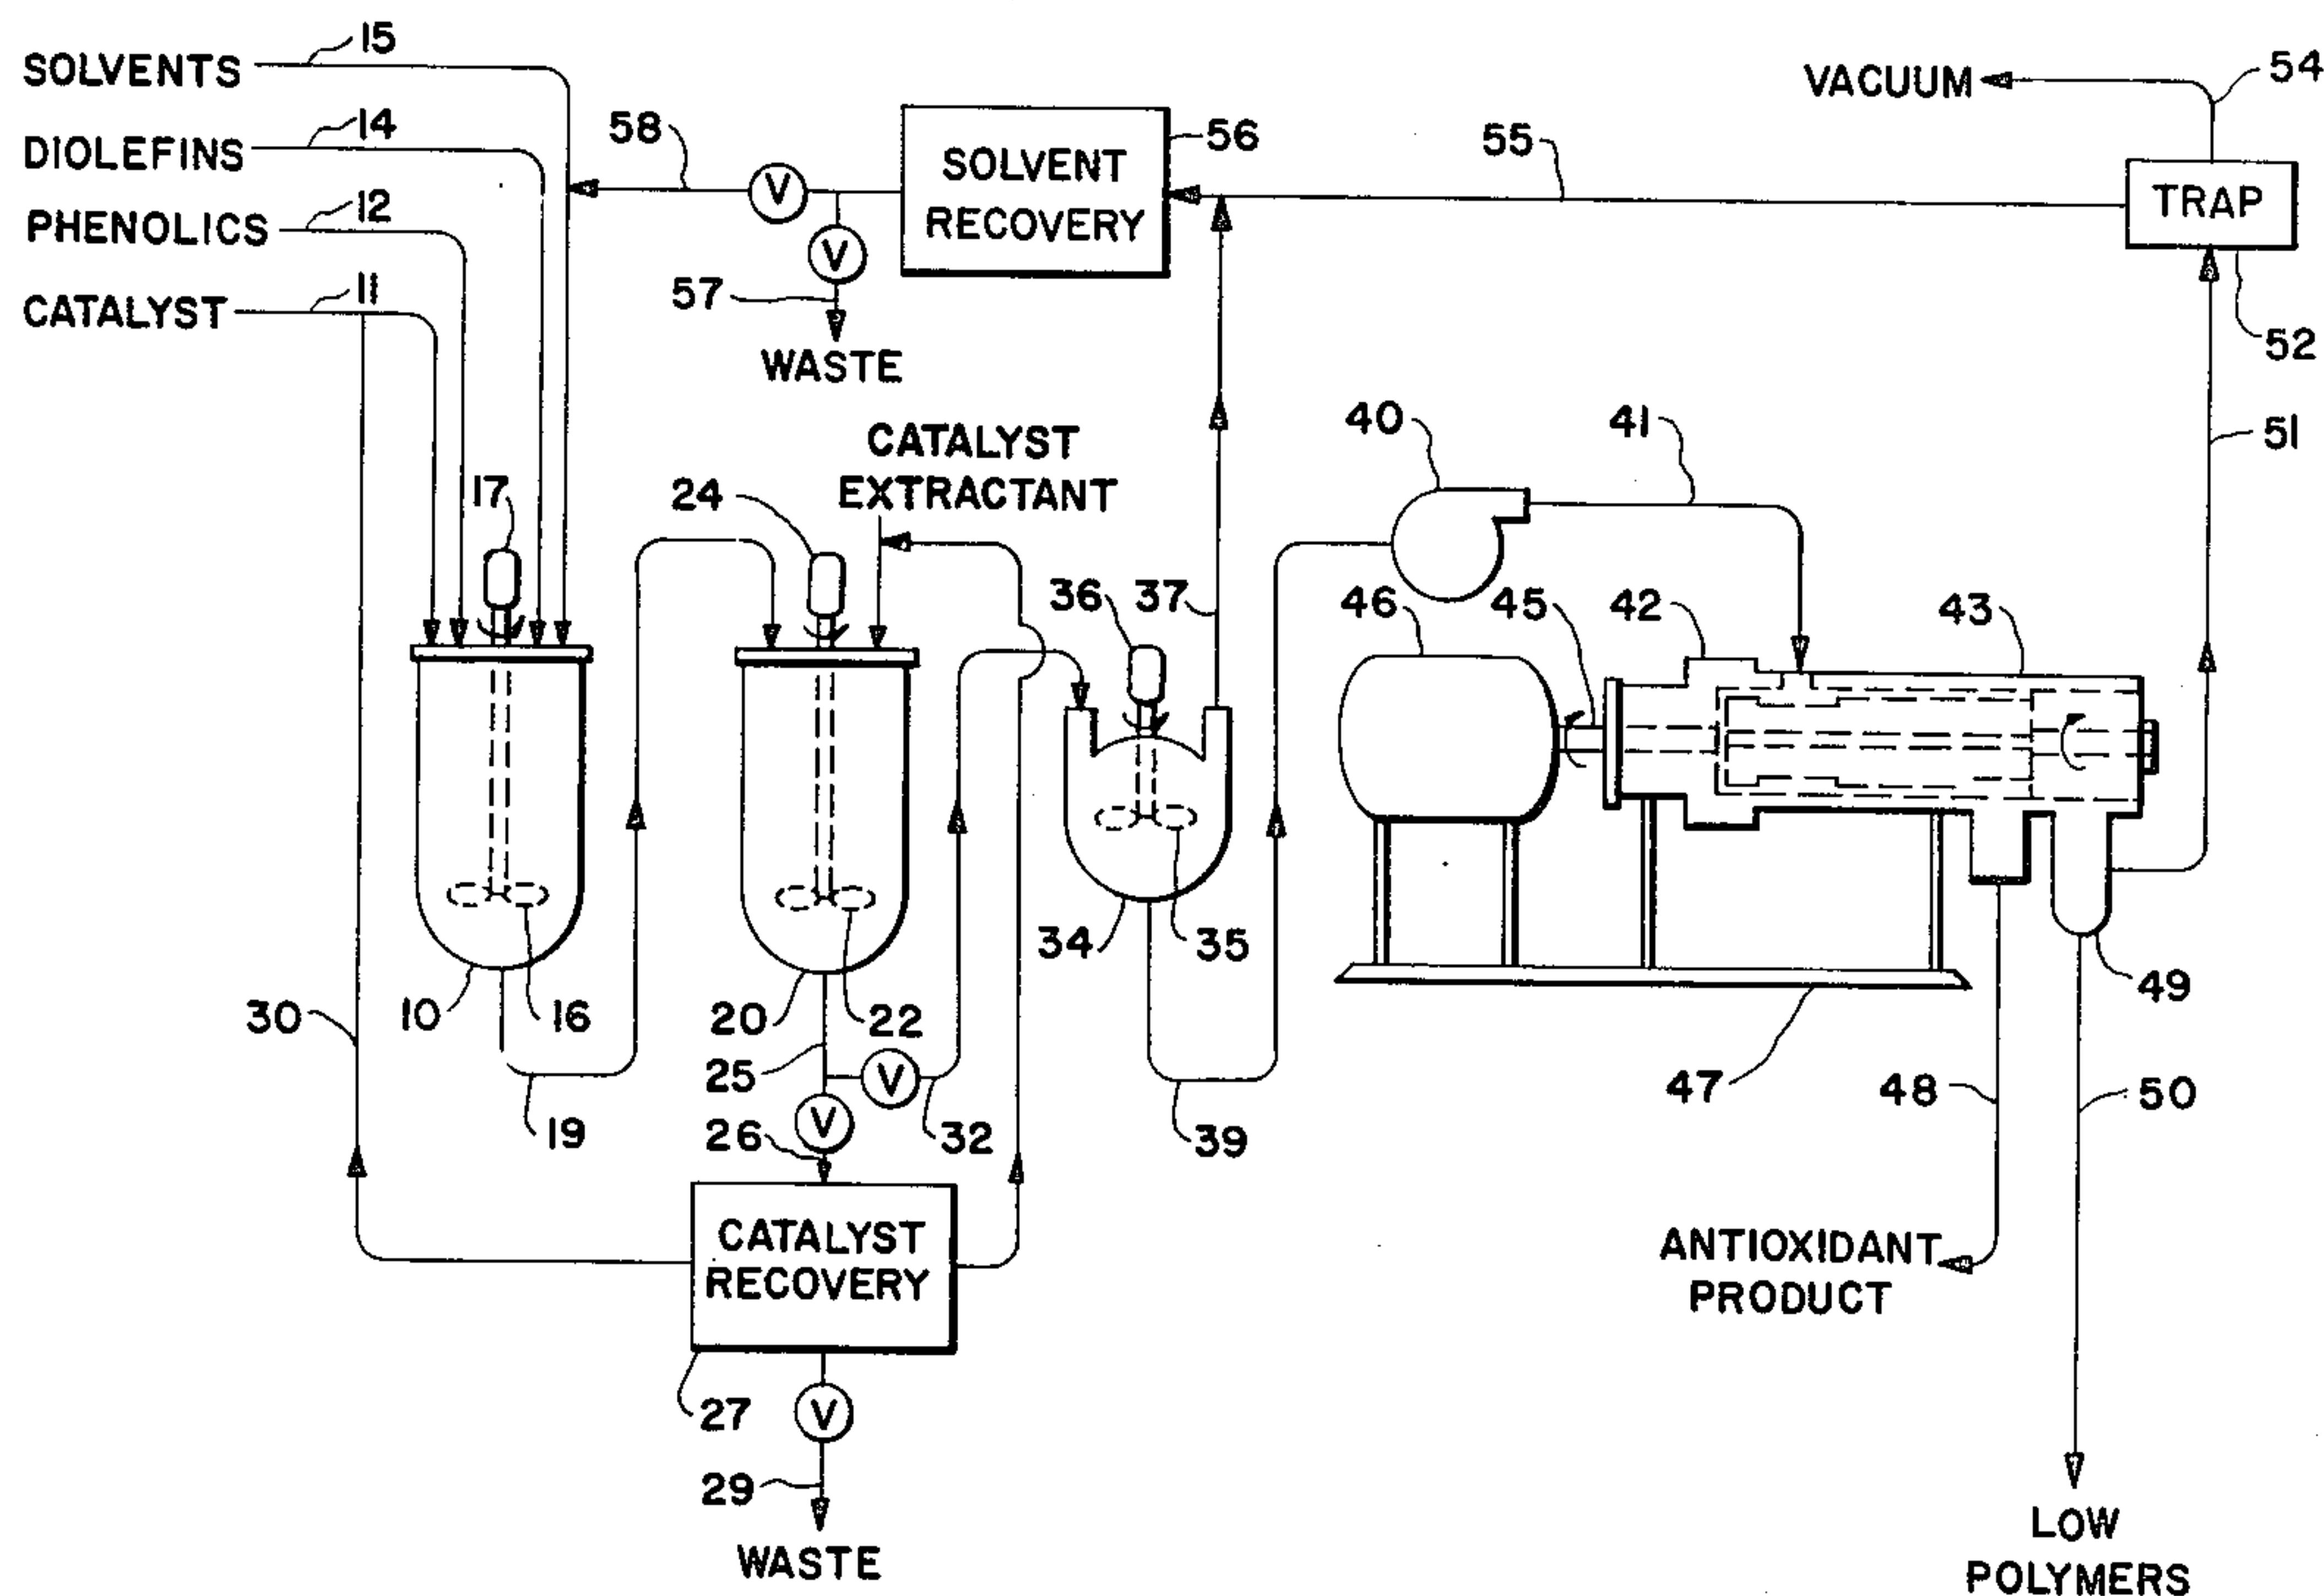 SOLVENTS
15
DIOLEFINS
14
PHENOLICS
12
CATALYST
11
58
V
V
57
WASTE
SOLVENT
RECOVERY
56
55
VACUUM
54
TRAP
52
51
17
24
CATALYST
EXTRACTANT
36
37
40
41
46
45
42
43
30
10
16
19
20
22
25
V
V
26
32
34
35
39
47
48
49
50
CATALYST
RECOVERY
27
V
29
WASTE
ANTIOXIDANT
PRODUCT
LOW
POLYMERS